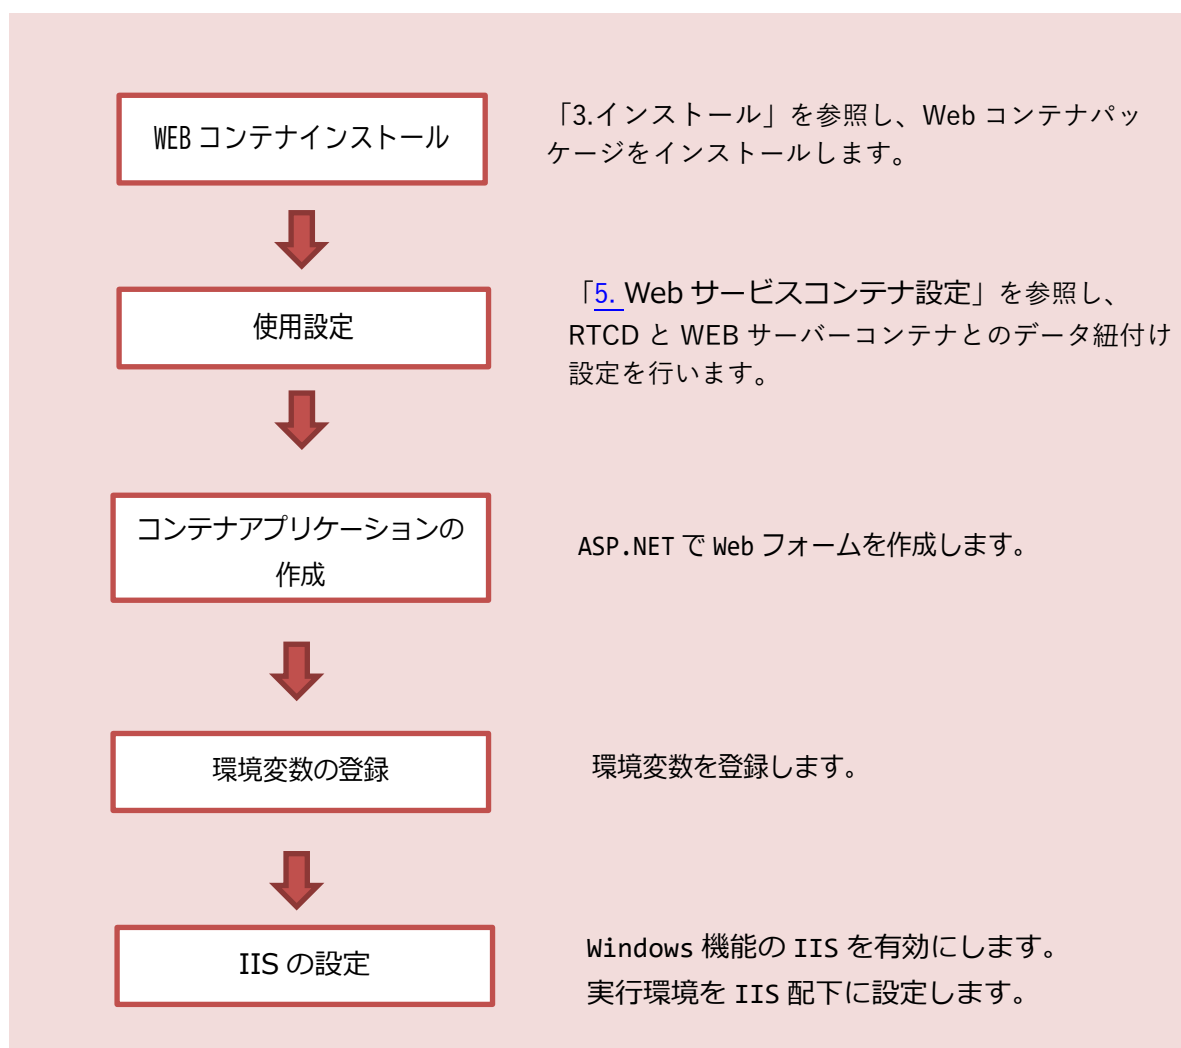 WEB コンテナインストール
「3.インストール」を参照し、Web コンテナパッ
ケージをインストールします。
使用設定
「5. Web サービスコンテナ設定」を参照し、
RTCD と WEB サーバーコンテナとのデータ紐付け
設定を行います。
コンテナアプリケーションの
作成
ASP.NET で Web フォームを作成します。
環境変数の登録
環境変数を登録します。
IIS の設定
Windows 機能の IIS を有効にします。
実行環境を IIS 配下に設定します。